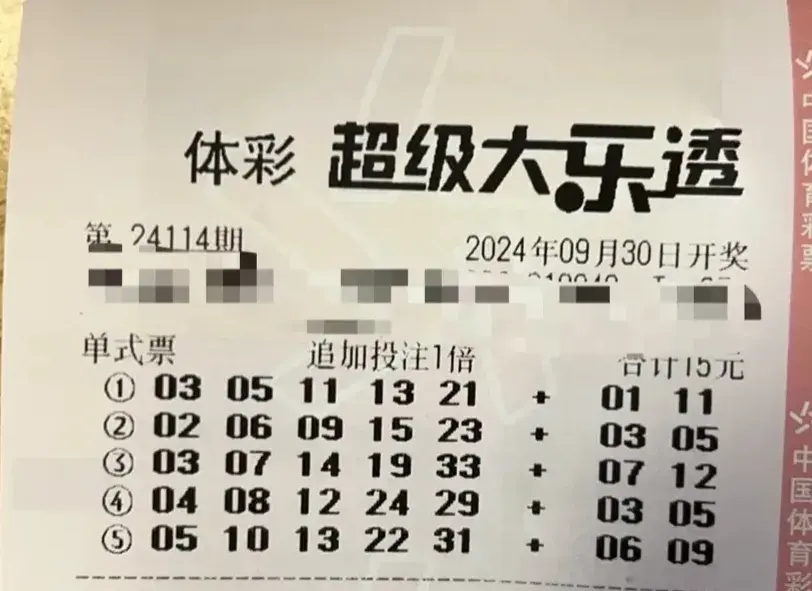 体彩 超级大乐透
第 24114期 2024年09月30日开奖
单式票 追加投注1倍 合计15元
① 03 05 11 13 21 + 01 11
② 02 06 09 15 23 + 03 05
③ 03 07 14 19 33 + 07 12
④ 04 08 12 24 29 + 03 05
⑤ 05 10 13 22 31 + 06 09
中国体育彩票
中国体育彩